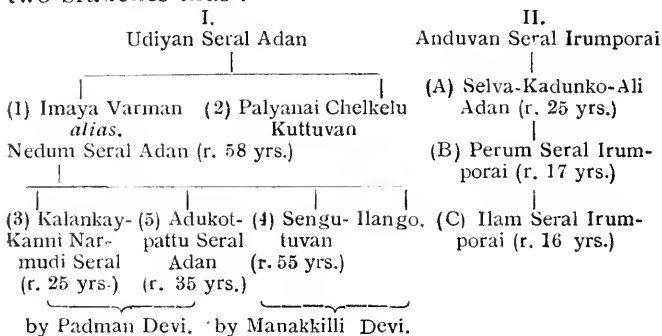 two branches thus :
I. II.
Udiyan Seral Adan Anduvan Seral Irumporai
(A) Selva-Kadunko-Ali
(1) Imaya Varman (2) Palyanai Chelkelu Adan (r. 25 yrs.)
alias. Kuttuvan
Nedum Seral Adan (r. 58 yrs.) (B) Perum Seral Irum-
porai (r. 17 yrs.)
(3) Kalankay- (5) Adukot- (4) Sengu- Ilango. (C) Ilam Seral Irum-
Kanni Nar- pattu Seral tuvan porai (r. 16 yrs.)
mudi Seral Adan (r. 55 yrs.)
(r. 25 yrs-) (r. 35 yrs.)
by Padman Devi. by Manakkilli Devi.